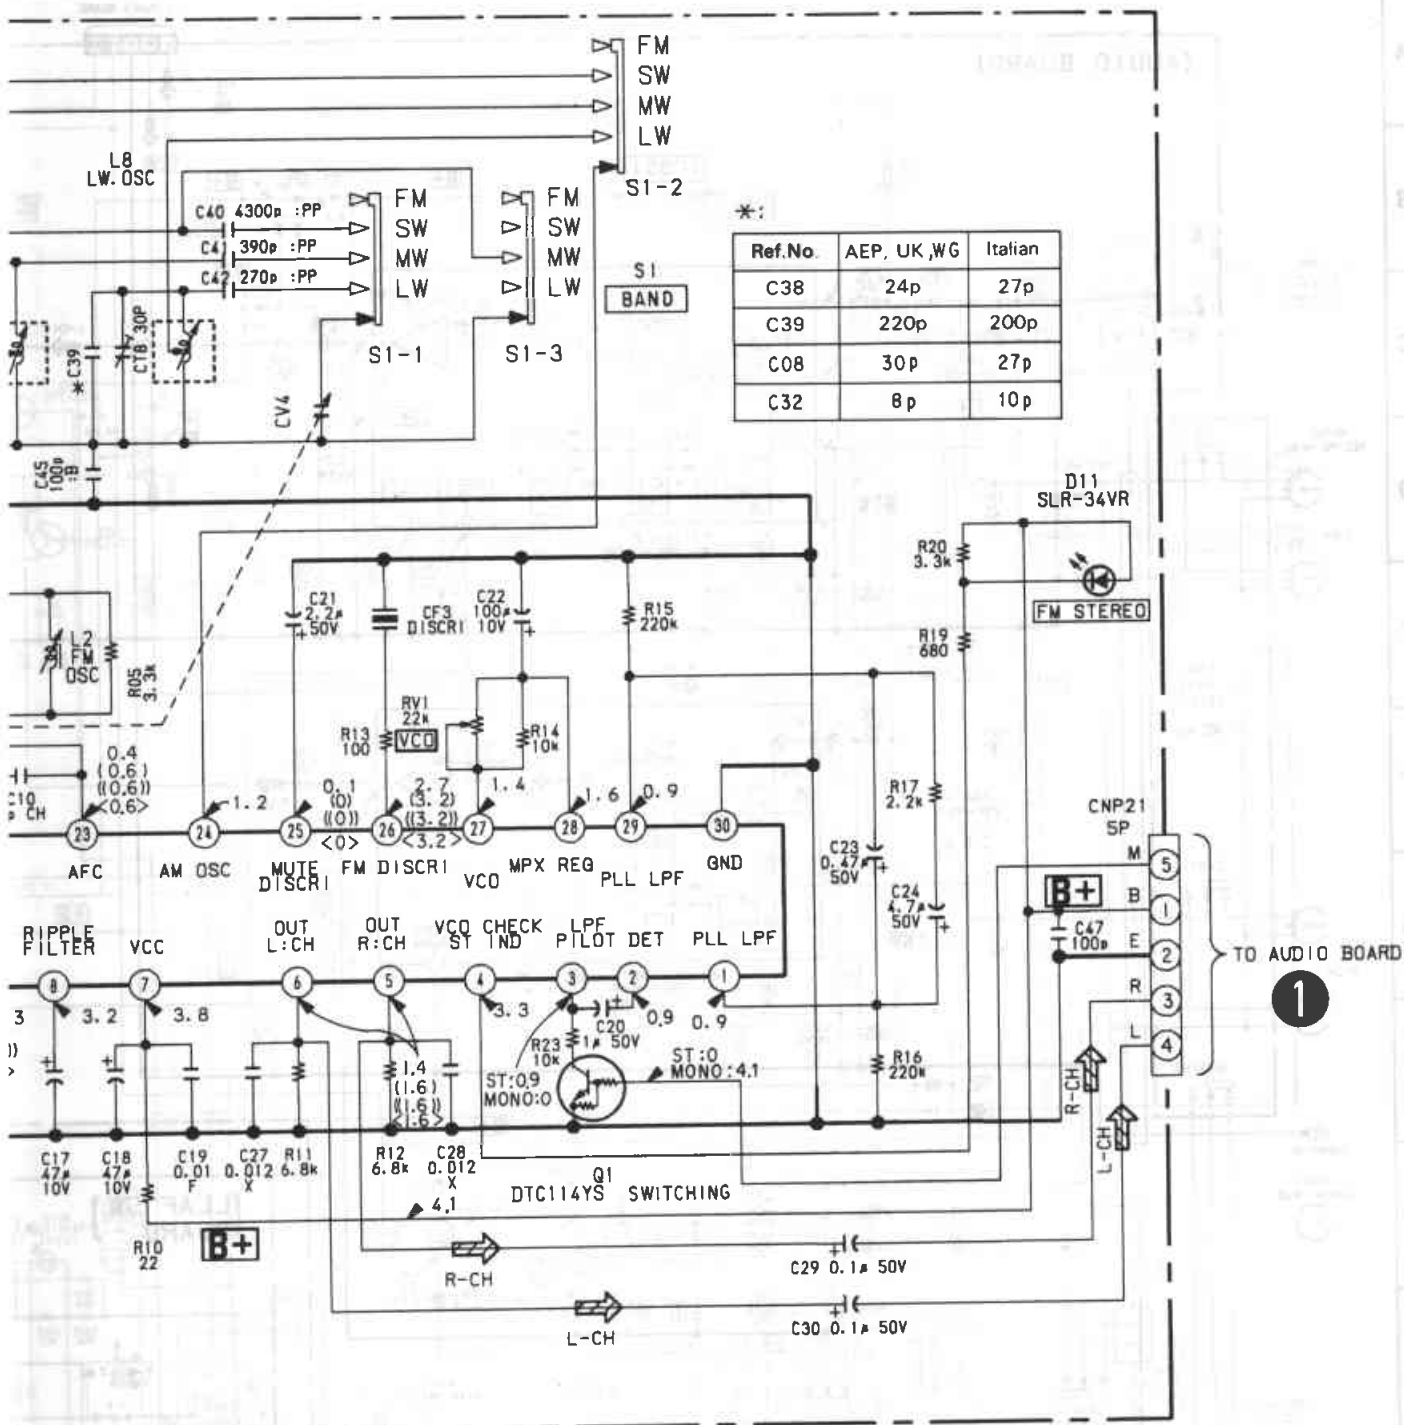 FM
SW
MW
LW
S1-2
L8
LW.OSC
C40 4300p :PP
C41 390p :PP
C42 270p :PP
FM
SW
MW
LW
S1-1
FM
SW
MW
LW
S1-3
S1
BAND
*:
Ref.No. AEP, UK,WG Italian
C38 24p 27p
C39 220p 200p
C08 30p 27p
C32 8p 10p
* C39
CT8 30P
CV4
C45
100p
:B
D11
SLR-34VR
FM STEREO
R20
3.3k
R19
680
L2
FM
OSC
R05
3.3k
C21
2.2μ
50V
CF3
DISCRI
C22
100μ
10V
R15
220k
R13
100
RV1
22k
VCO
R14
10k
R17
2.2k
C23
0.47μ
50V
C24
4.7μ
50V
C10
CH
0.4
(0.6)
((0.6))
<0.6>
1.2
0.1
(0)
((0))
<0>
2.7
(3.2)
((3.2))
<3.2>
1.4
1.6
0.9
23
24
25
26
27
28
29
30
AFC
AM OSC
MUTE
DISCRI
FM DISCRI
VCO
MPX REG
PLL LPF
GND
RIPPLE
FILTER
VCC
OUT
L:CH
OUT
R:CH
VCO CHECK
ST IND
LPF
PILOT DET
PLL LPF
8
7
6
5
4
3
2
1
3
))
>
3.2
3.8
3.3
0.9
0.9
1.4
(1.6)
((1.6))
<1.6>
C20
1μ 50V
R23
10k
ST:0.9
MONO:0
ST:0
MONO:4.1
R16
220k
C17
47μ
10V
C18
47μ
10V
C19
0.01
F
C27
0.012
X
R11
6.8k
R12
6.8k
C28
0.012
X
Q1
DTC114YS SWITCHING
4.1
R10
22
B+
R-CH
L-CH
C29 0.1μ 50V
C30 0.1μ 50V
R-CH
L-CH
CNP21
5P
M 5
B 1
E 2
R 3
L 4
B+
C47
100p
TO AUDIO BOARD
1